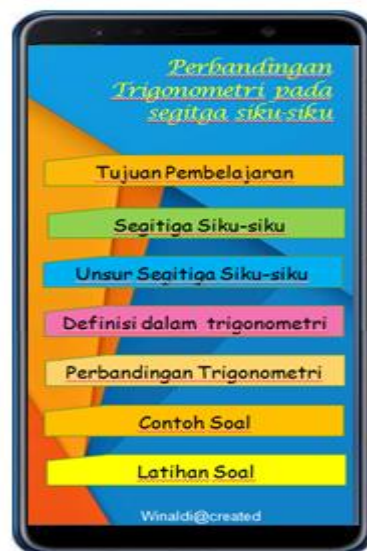 Perbandingan
Trigonometri pada
segitga siku-siku
Tujuan Pembelajaran
Segitiga Siku-siku
Unsur Segitiga Siku-siku
Definisi dalam trigonometri
Perbandingan Trigonometri
Contoh Soal
Latihan Soal
Winaldi@created